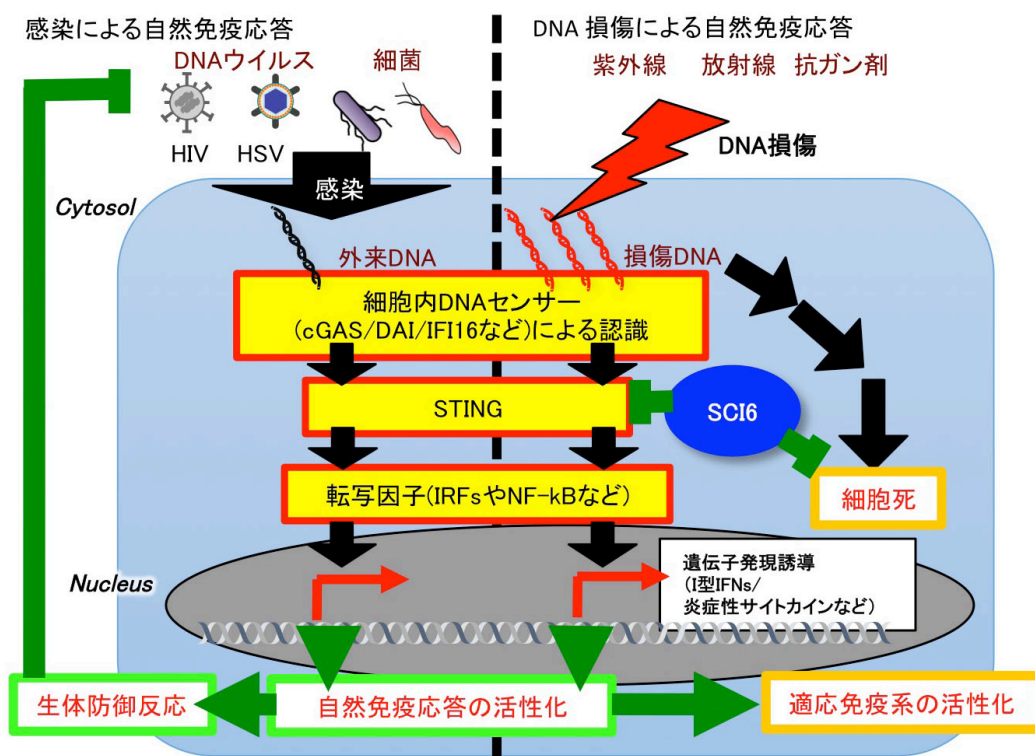 感染による自然免疫応答
DNA 損傷による自然免疫応答
DNAウイルス
細菌
紫外線 放射線 抗ガン剤
HIV
HSV
DNA損傷
感染
Cytosol
外来DNA
損傷DNA
細胞内DNAセンサー
(cGAS/DAI/IFI16など)による認識
STING
SCI6
転写因子(IRFsやNF-kBなど)
細胞死
Nucleus
遺伝子発現誘導
(I型IFNs/
炎症性サイトカインなど)
生体防御反応
自然免疫応答の活性化
適応免疫系の活性化